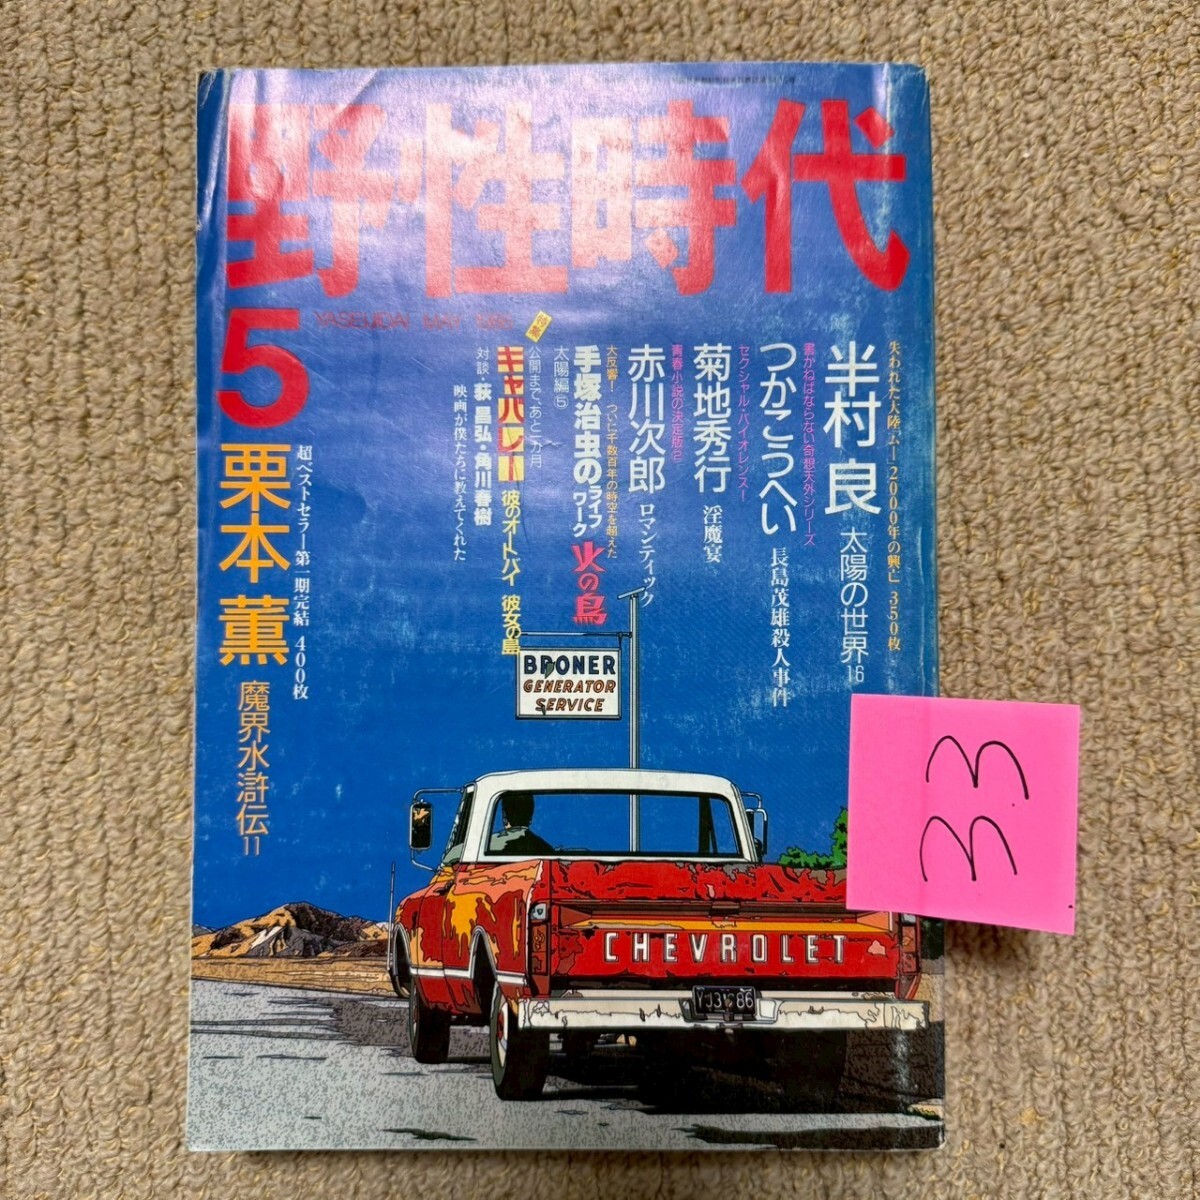 野性時代
5
YASEIJIDAI MAY 1986
失われた大陸ムー2000年の興亡 350枚
半村 良 太陽の世界16
書かねばならない奇想天外シリーズ
つかこうへい 長島茂雄殺人事件
セクシャル・バイオレンス!
菊地秀行 淫魔宴
青春小説の決定版②
赤川次郎 ロマンティック
大反響! ついに千数百年の時空を超えた
手塚治虫のライフワーク 火の鳥
太陽編⑤
特集
公開まで、あと一ヵ月
キャバレー 彼のオートバイ 彼女の島
対談・萩 昌弘・角川春樹
映画が僕たちに教えてくれた
超ベストセラー第一期完結 400枚
栗本 薫 魔界水滸伝11
BRONER
GENERATOR
SERVICE
CHEVROLET
YJ3V 86
33